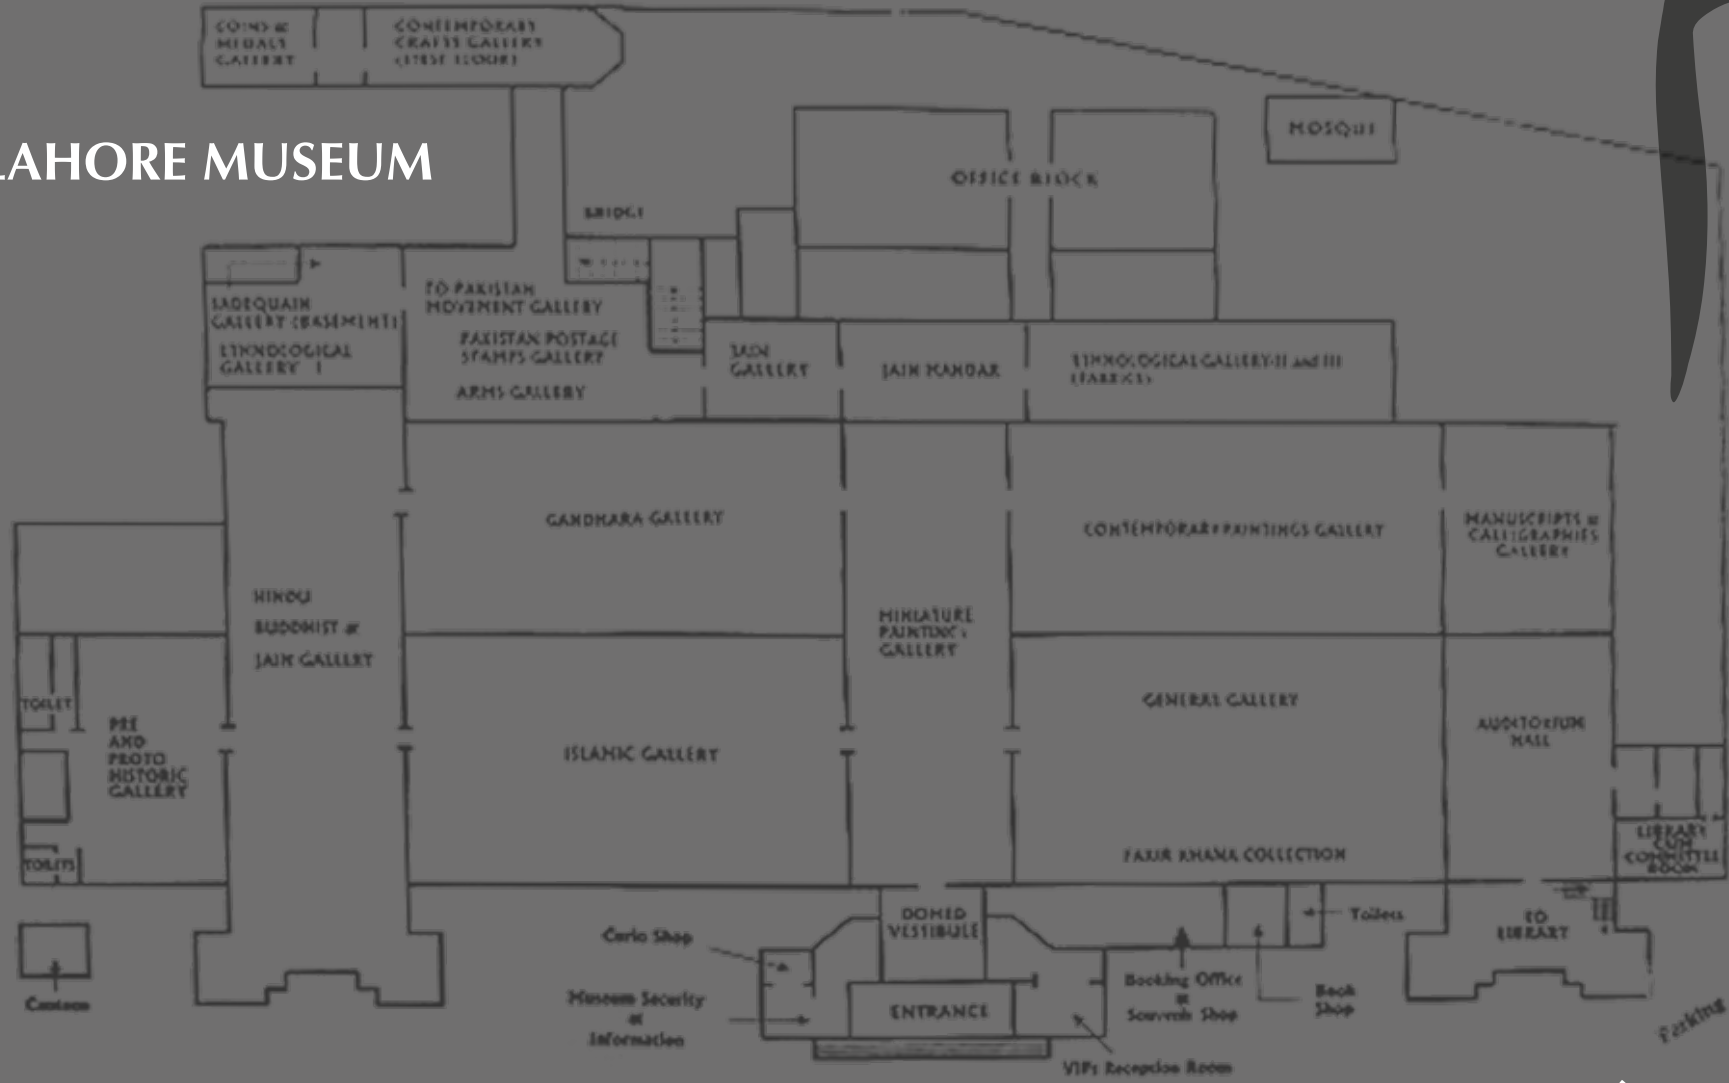 COINS &
MEDALS
GALLERY
CONTEMPORARY
CRAFTS GALLERY
(FIRST FLOOR)
LAHORE MUSEUM
MOSQUE
OFFICE BLOCK
BRIDGE
SADEQUAIN
GALLERY (BASEMENT)
ETHNOLOGICAL
GALLERY I
TO PAKISTAN
MOVEMENT GALLERY
PAKISTAN POSTAGE
STAMPS GALLERY
ARMS GALLERY
JAIN
GALLERY
JAIN MANDAR
ETHNOLOGICAL GALLERY-II and III
(FABRICS)
GANDHARA GALLERY
CONTEMPORARY PAINTINGS GALLERY
MANUSCRIPTS &
CALLIGRAPHIES
GALLERY
HINDU
BUDDHIST &
JAIN GALLERY
MINIATURE
PAINTINGS
GALLERY
TOILET
PRE
AND
PROTO
HISTORIC
GALLERY
ISLAMIC GALLERY
GENERAL GALLERY
AUDITORIUM
HALL
FAKIR KHANA COLLECTION
LIBRARY
CUM
COMMITTEE
ROOM
TOILETS
Canteen
Curio Shop
DOMED
VESTIBULE
Toilets
TO
LIBRARY
Museum Security
&
Information
ENTRANCE
Booking Office
&
Souvenir Shop
Book
Shop
VIPs Reception Room
Parking